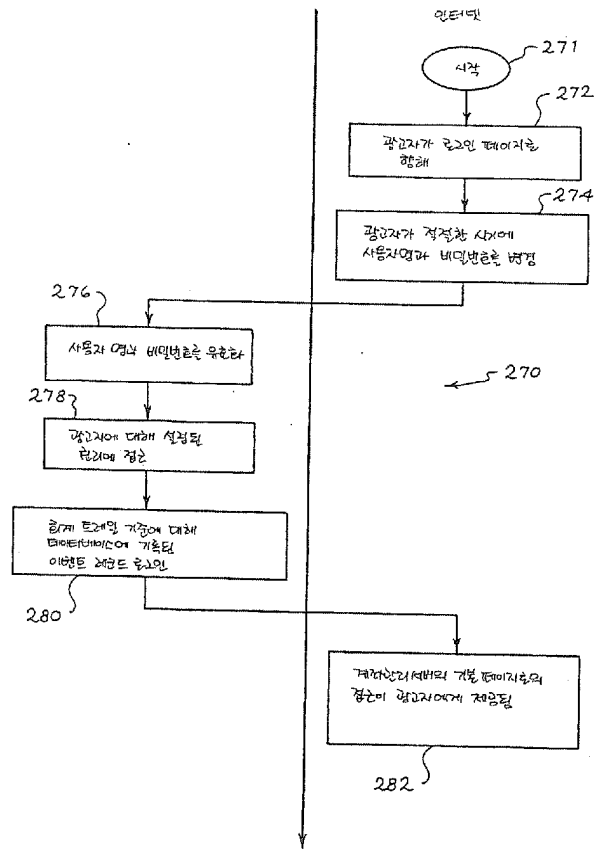 인터넷
271
시작
272
광고자가 로그인 페이지로
향해
274
광고자가 적절한 시기에
사용자명과 비밀번호를 변경
276
사용자 명과 비밀번호를 유효화
270
278
광고자에 대해 설정된
권리에 접근
회계 트레일 기준에 대해
데이터베이스에 기록된
이벤트 레코드 로그인
280
계좌관리서버의 기본 페이지로의
접근이 광고자에게 제공됨
282